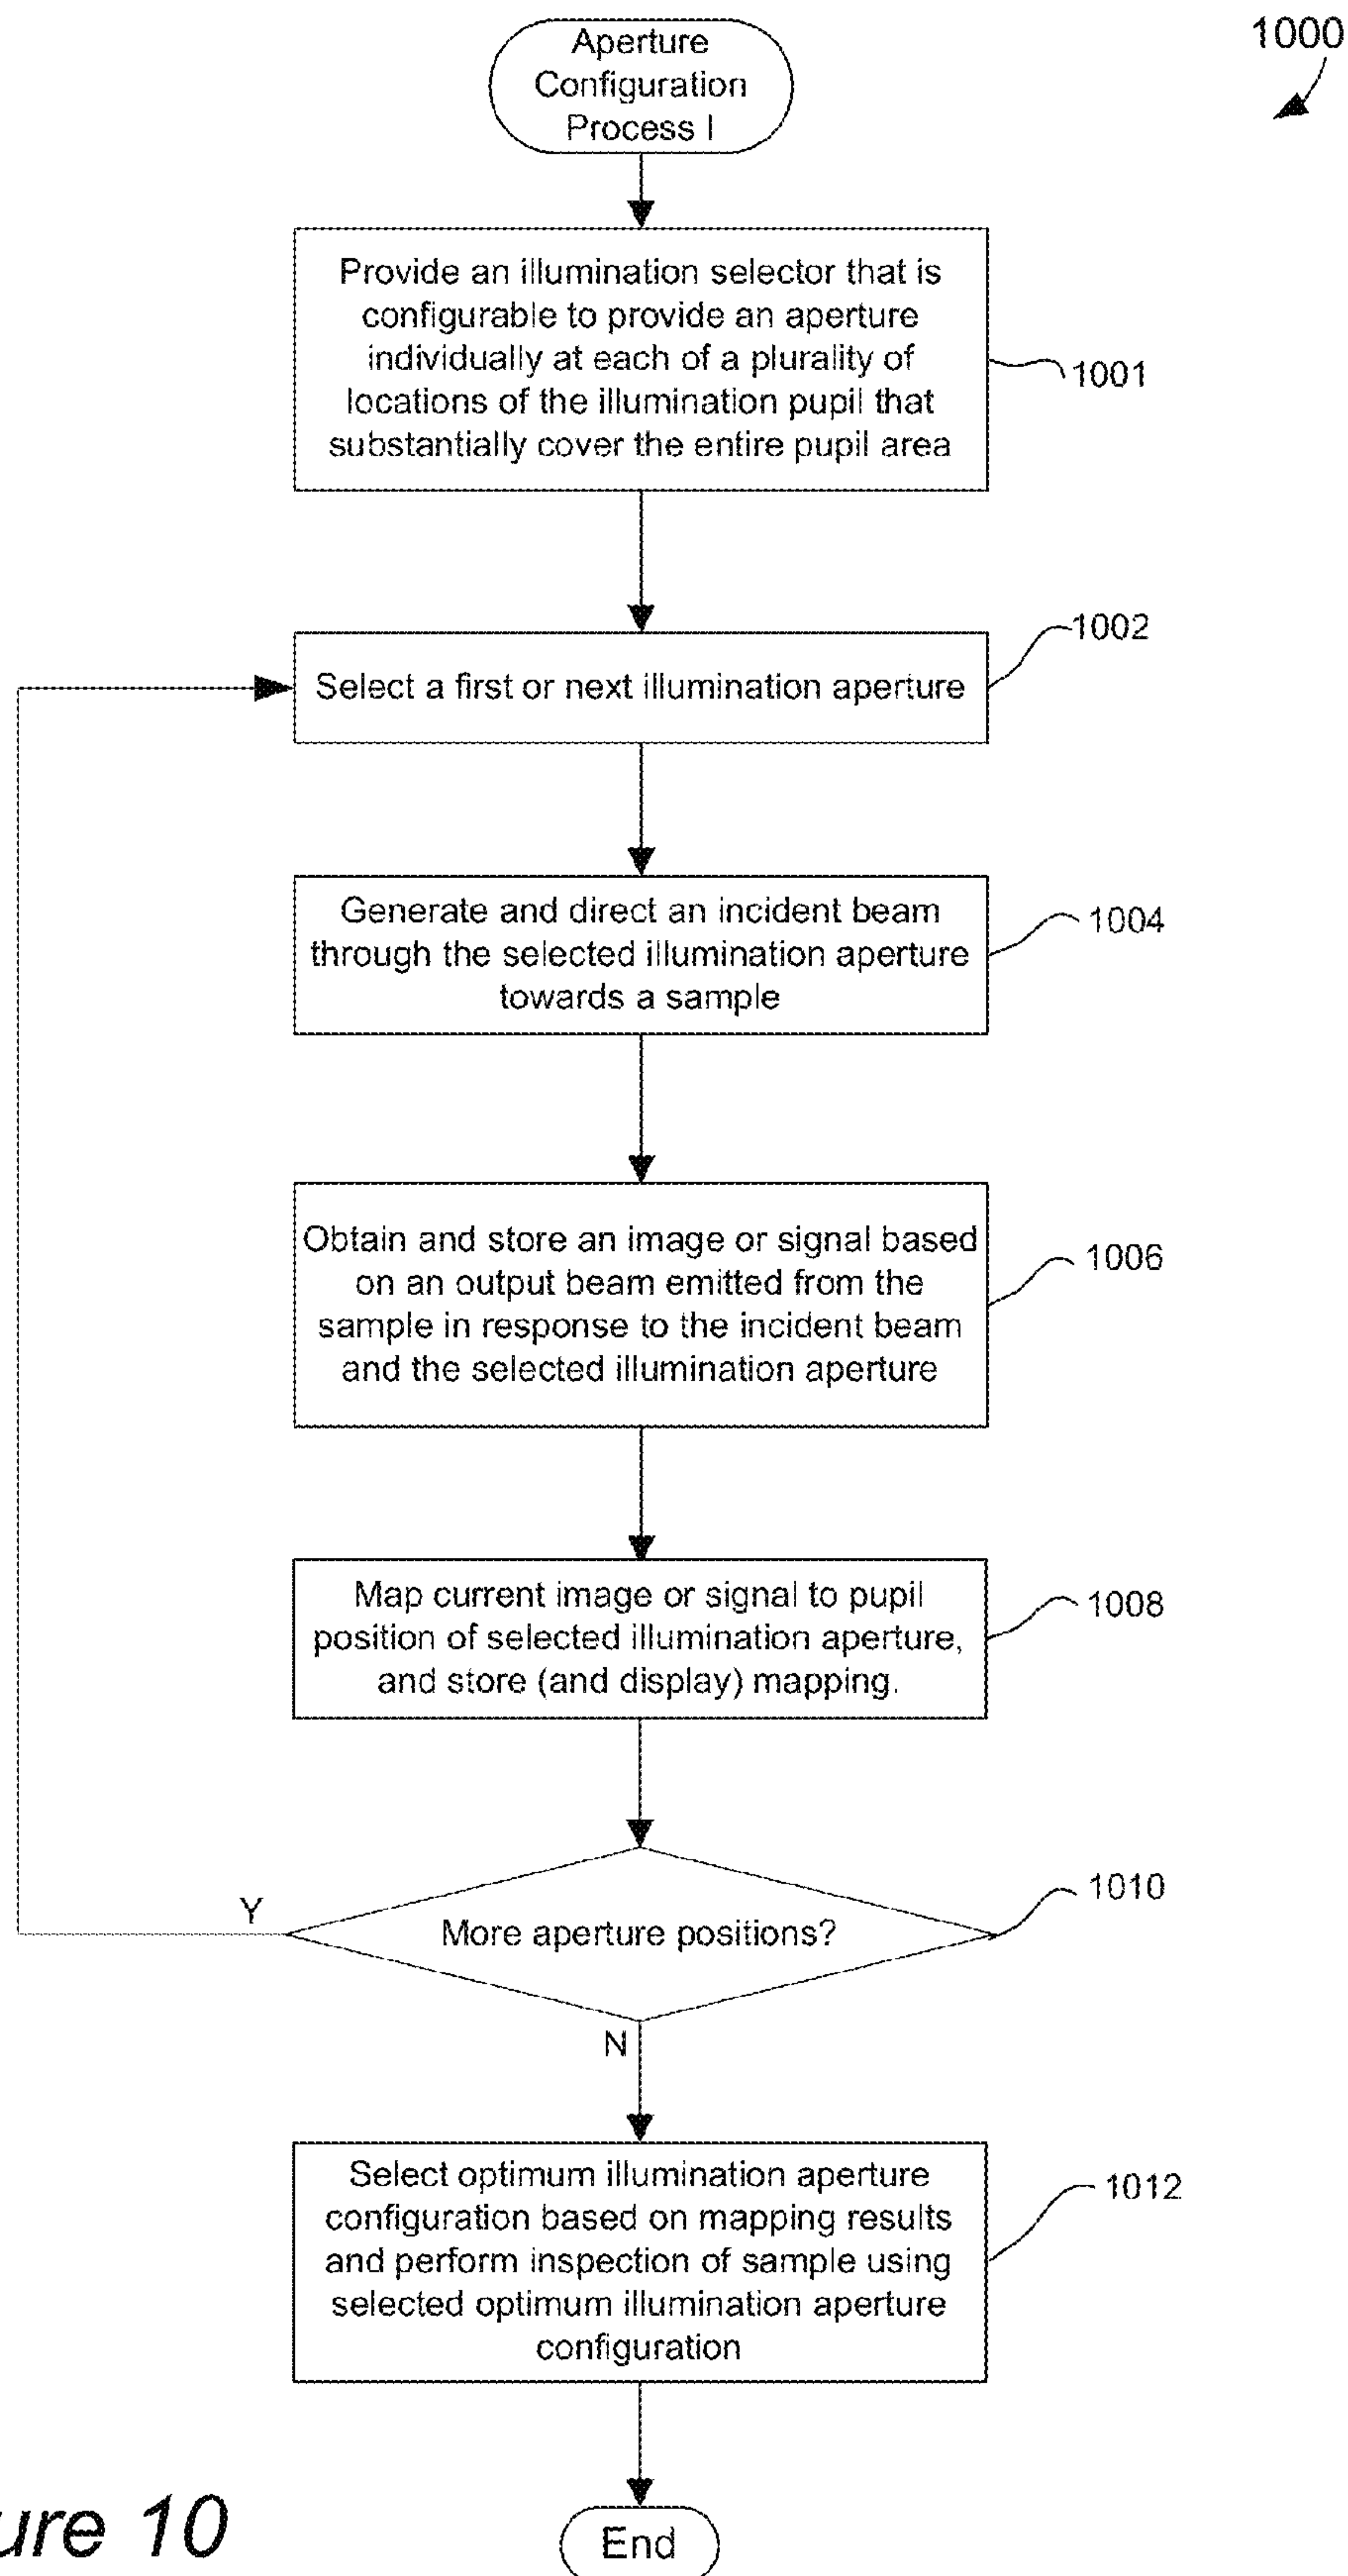 Aperture
Configuration
Process I
1000
Provide an illumination selector that is
configurable to provide an aperture
individually at each of a plurality of
locations of the illumination pupil that
substantially cover the entire pupil area
1001
1002
Select a first or next illumination aperture
Generate and direct an incident beam
through the selected illumination aperture
towards a sample
1004
Obtain and store an image or signal based
on an output beam emitted from the
sample in response to the incident beam
and the selected illumination aperture
1006
Map current image or signal to pupil
position of selected illumination aperture,
and store (and display) mapping.
1008
More aperture positions?
1010
Y
N
Select optimum illumination aperture
configuration based on mapping results
and perform inspection of sample using
selected optimum illumination aperture
configuration
1012
ure 10
End